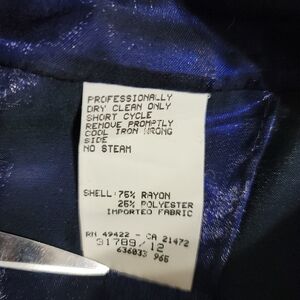 PROFESSIONALLY
DRY CLEAN ONLY
SHORT CYCLE
REMOVE PROMPTLY
COOL IRON WRONG
SIDE
NO STEAM
SHELL: 75% RAYON
25% POLYESTER
IMPORTED FABRIC
RN 49422 - CA 21472
31789/12
636033 965